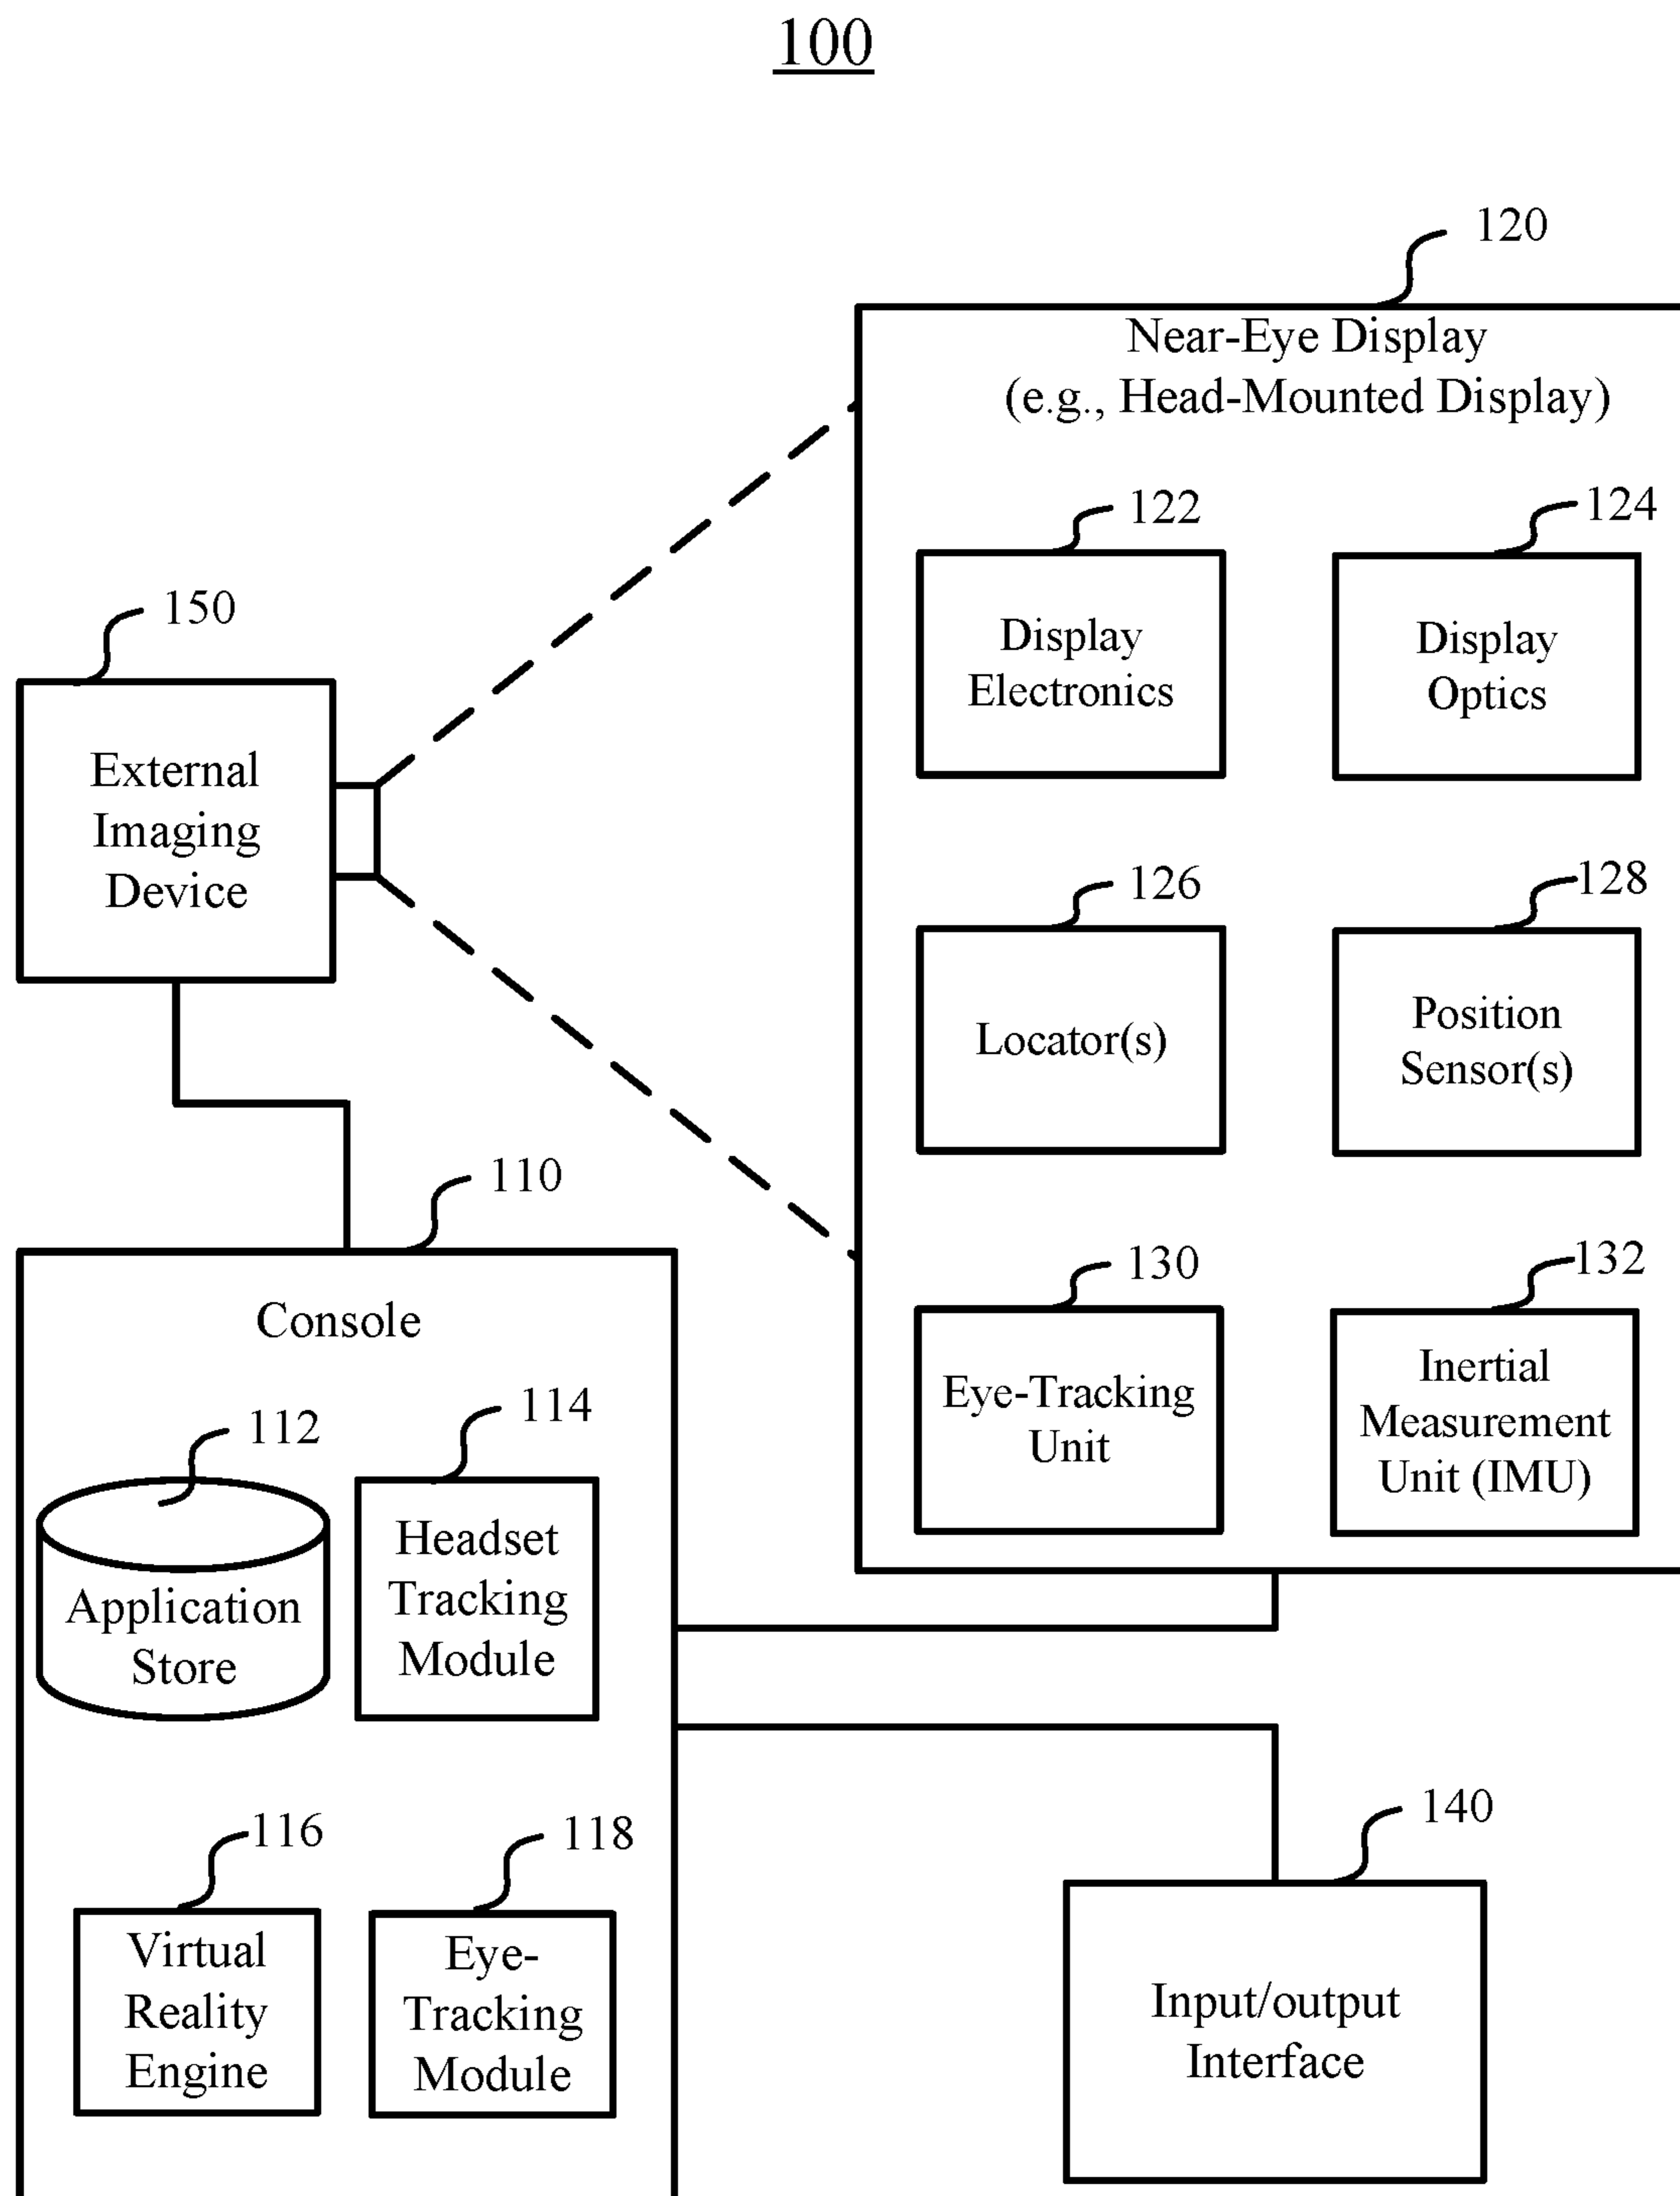 100
120
Near-Eye Display
(e.g., Head-Mounted Display)
122
124
Display
Electronics
Display
Optics
150
External
Imaging
Device
126
128
Locator(s)
Position
Sensor(s)
130
132
Eye-Tracking
Unit
Inertial
Measurement
Unit (IMU)
110
Console
112
114
Application
Store
Headset
Tracking
Module
116
118
Virtual
Reality
Engine
Eye-
Tracking
Module
140
Input/output
Interface